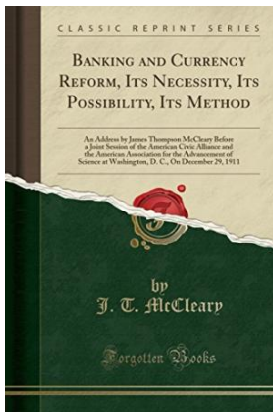 CLASSIC REPRINT SERIES
BANKING AND CURRENCY
REFORM, ITS NECESSITY, ITS
POSSIBILITY, ITS METHOD
An Address by James Thompson McCleary Before
a Joint Session of the American Civic Alliance and
the American Association for the Advancement of
Science at Washington, D. C., On December 29, 1911
by
J. T. McCleary
Forgotten Books